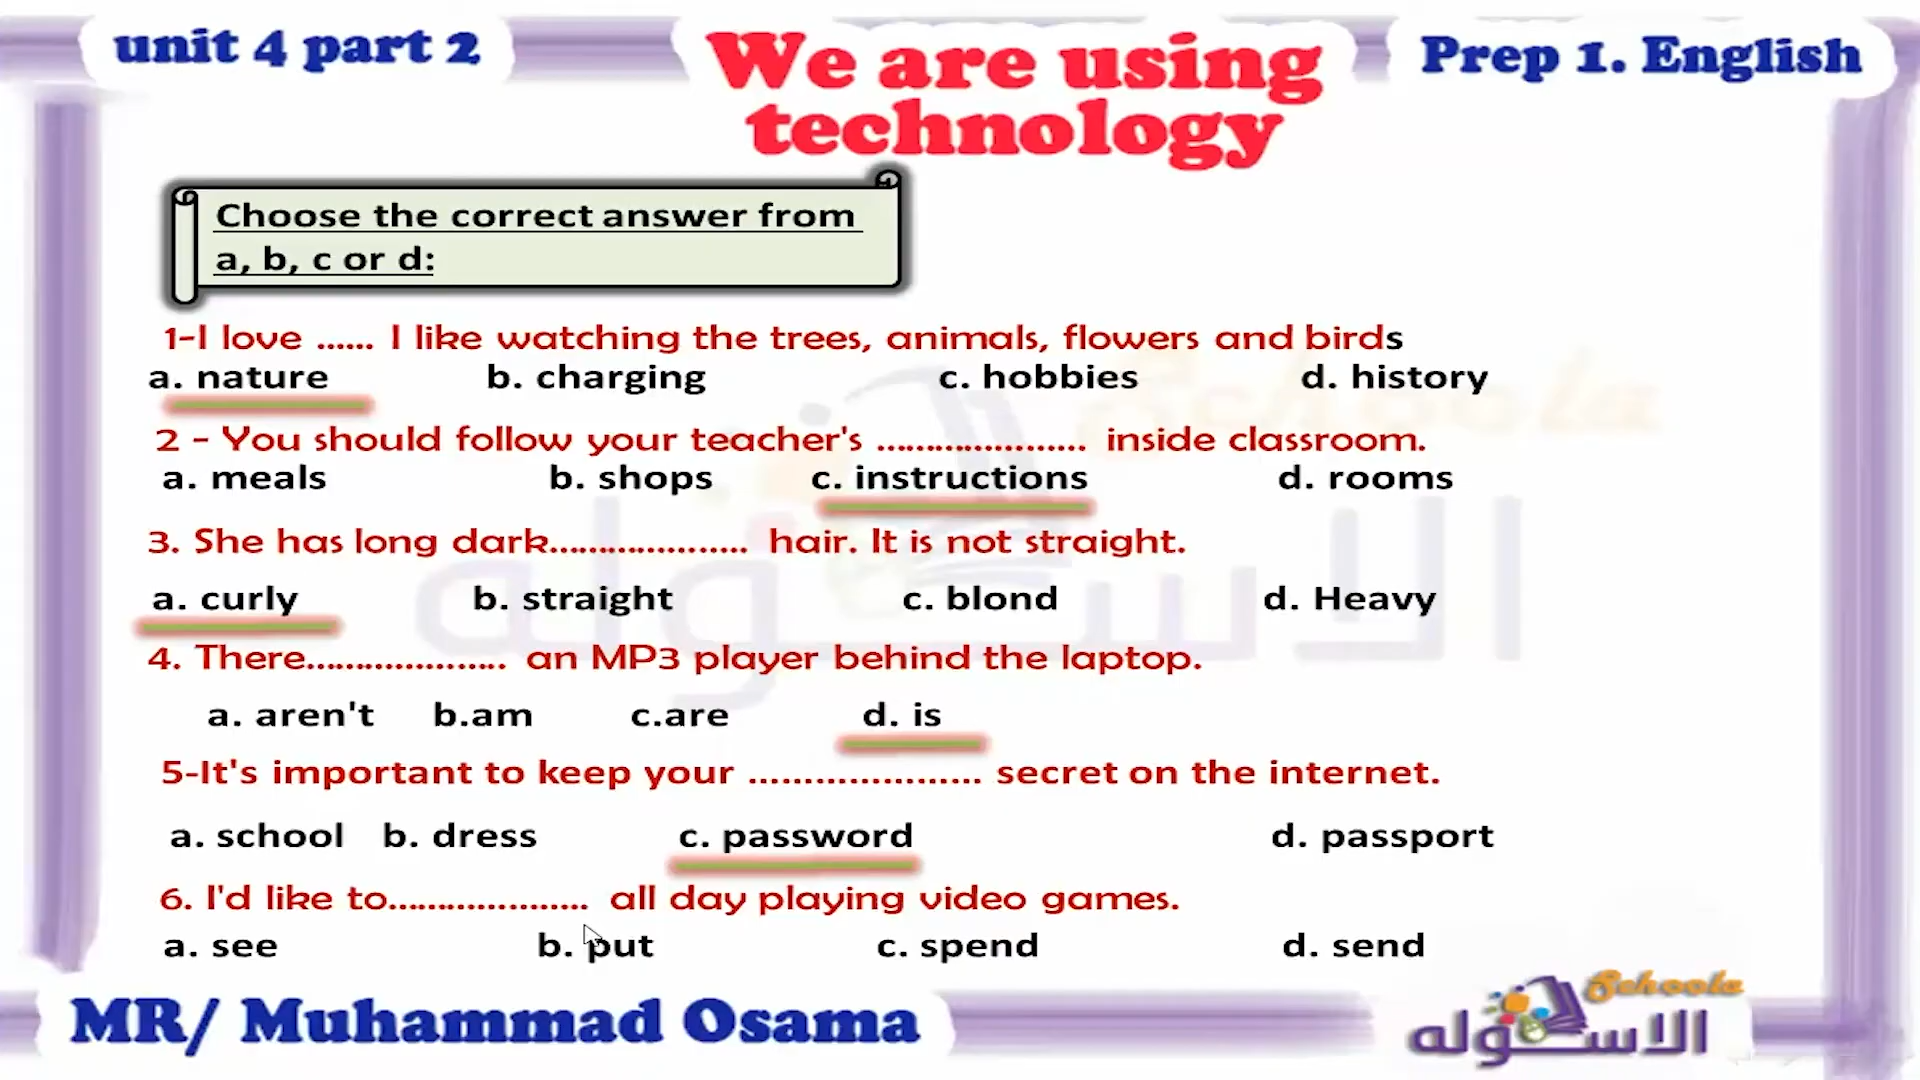 unit 4 part 2
We are using
technology
Prep 1. English
Choose the correct answer from
a, b, c or d:
1-I love ...... I like watching the trees, animals, flowers and birds
a. nature b. charging c. hobbies d. history
2 - You should follow your teacher's ..................... inside classroom.
a. meals b. shops c. instructions d. rooms
3. She has long dark.................... hair. It is not straight.
a. curly b. straight c. blond d. Heavy
4. There.................... an MP3 player behind the laptop.
a. aren't b.am c.are d. is
5-It's important to keep your ..................... secret on the internet.
a. school b. dress c. password d. passport
6. I'd like to.................... all day playing video games.
a. see b. put c. spend d. send
MR/ Muhammad Osama
Schoola
الاسكوله